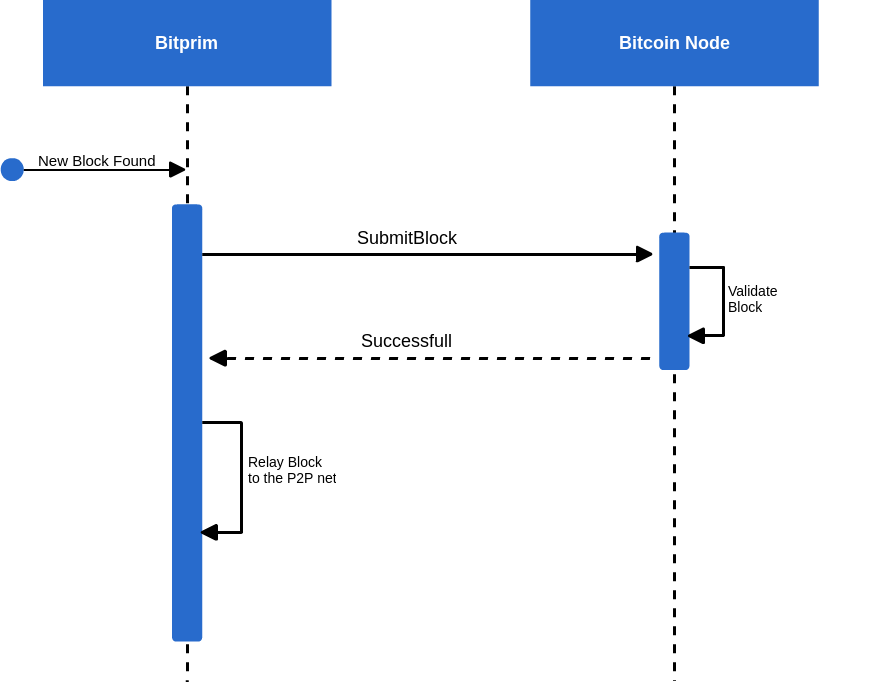 Bitprim
Bitcoin Node
New Block Found
SubmitBlock
Validate
Block
Successfull
Relay Block
to the P2P net